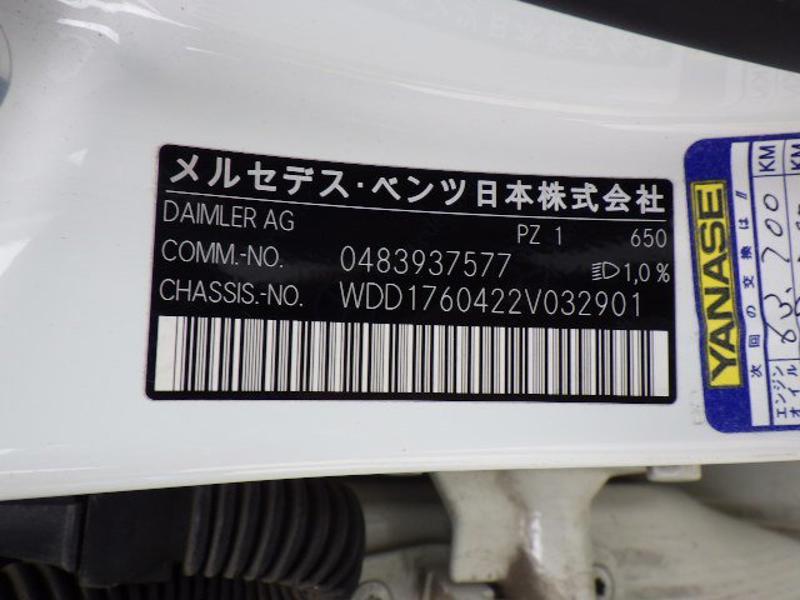 メルセデス・ベンツ日本株式会社
DAIMLER AG
PZ 1 650
COMM.-NO. 0483937577 1,0%
CHASSIS.-NO. WDD1760422V032901
YANASE
次回の交換は!!
KM
KM
エンジン
オイル